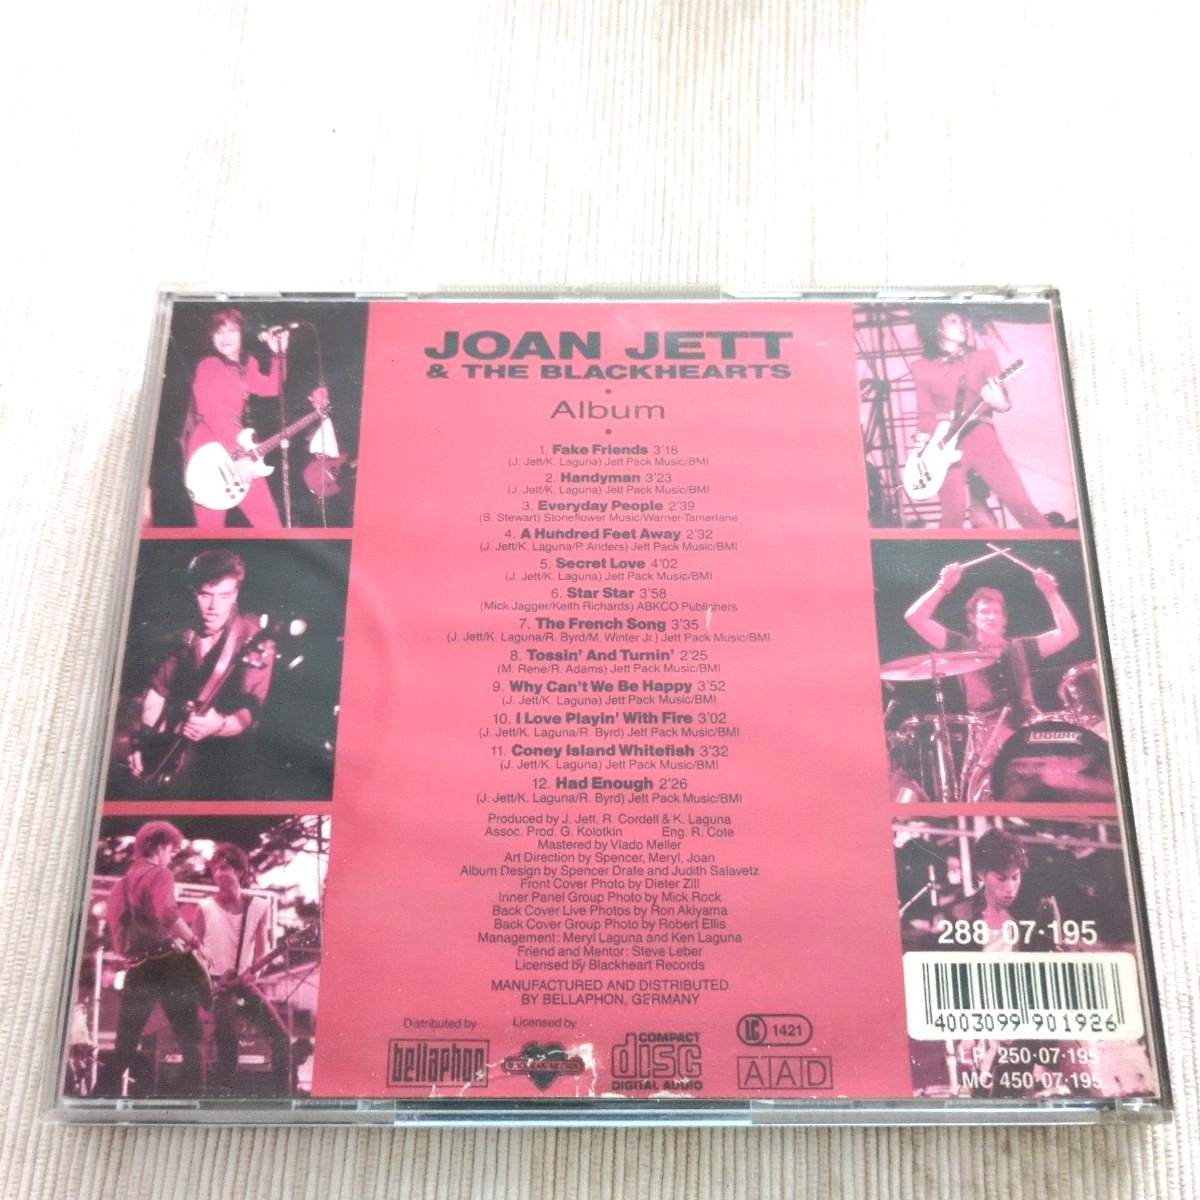 JOAN JETT
& THE BLACKHEARTS
•
Album
•
1. Fake Friends 3'18
(J. Jett/K. Laguna) Jett Pack Music/BMI
2. Handyman 3'23
(J. Jett/K. Laguna) Jett Pack Music/BMI
3. Everyday People 2'39
(S. Stewart) Stoneflower Music/Warner-Tamerlane
4. A Hundred Feet Away 2'32
(J. Jett/K. Laguna/P. Anders) Jett Pack Music/BMI
5. Secret Love 4'02
(J. Jett/K. Laguna) Jett Pack Music/BMI
6. Star Star 3'58
(Mick Jagger/Keith Richards) ABKCO Publishers
7. The French Song 3'35
(J. Jett/K. Laguna/R. Byrd/M. Winter Jr.) Jett Pack Music/BMI
8. Tossin' And Turnin' 2'25
(M. Rene/R. Adams) Jett Pack Music/BMI
9. Why Can't We Be Happy 3'52
(J. Jett/K. Laguna) Jett Pack Music/BMI
10. I Love Playin' With Fire 3'02
(J. Jett/K. Laguna/R. Byrd) Jett Pack Music/BMI
11. Coney Island Whitefish 3'32
(J. Jett/K. Laguna) Jett Pack Music/BMI
12. Had Enough 2'26
(J. Jett/K. Laguna/R. Byrd) Jett Pack Music/BMI
Produced by J. Jett, R. Cordell & K. Laguna
Assoc. Prod. G. Kolotkin Eng. R. Cote
Mastered by Vlado Meller
Art Direction by Spencer, Meryl, Joan
Album Design by Spencer Drate and Judith Salavetz
Front Cover Photo by Dieter Zill
Inner Panel Group Photo by Mick Rock
Back Cover Live Photos by Ron Akiyama
Back Cover Group Photo by Robert Ellis
Management: Meryl Laguna and Ken Laguna
Friend and Mentor: Steve Leber
Licensed by Blackheart Records
MANUFACTURED AND DISTRIBUTED
BY BELLAPHON, GERMANY
Distributed by
bellaphon
Licensed by
COMPACT
disc
DIGITAL AUDIO
LC 1421
AAD
Ludwig
288·07·195
4003099 901926
LP 250·07·195
MC 450·07·195